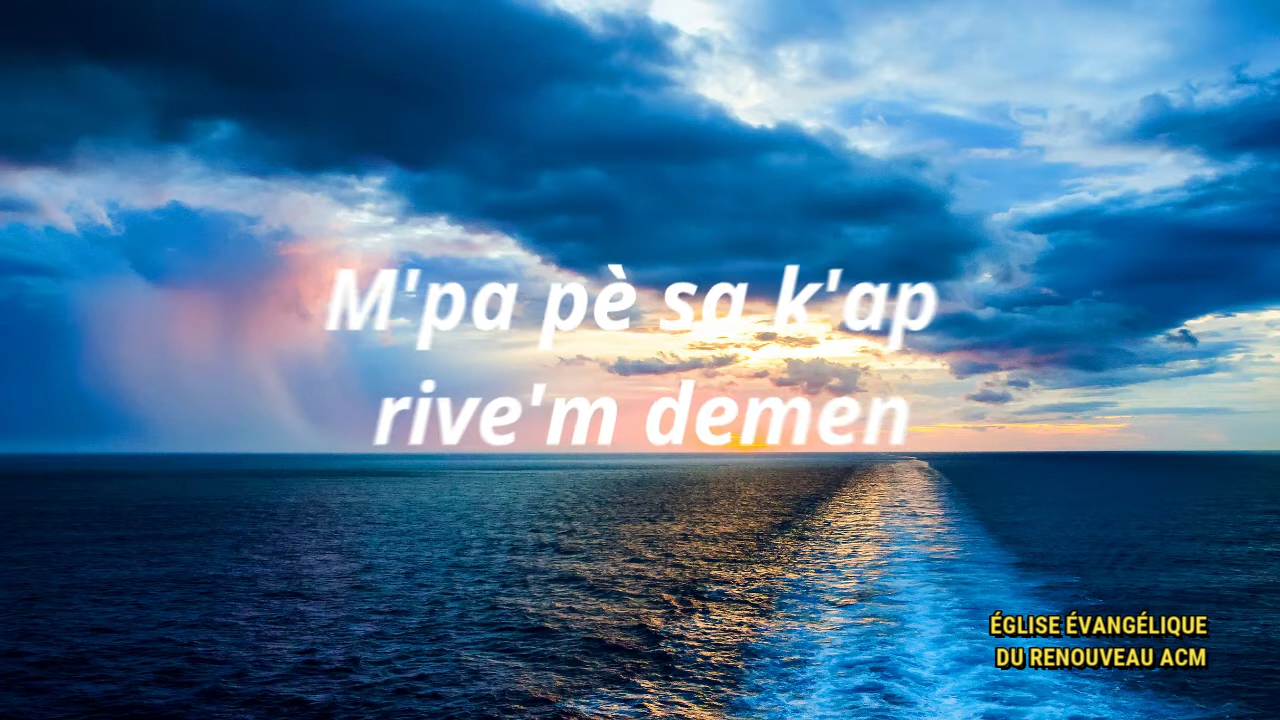 M'pa pè sa k'ap
rive'm demen
ÉGLISE ÉVANGÉLIQUE
DU RENOUVEAU ACM